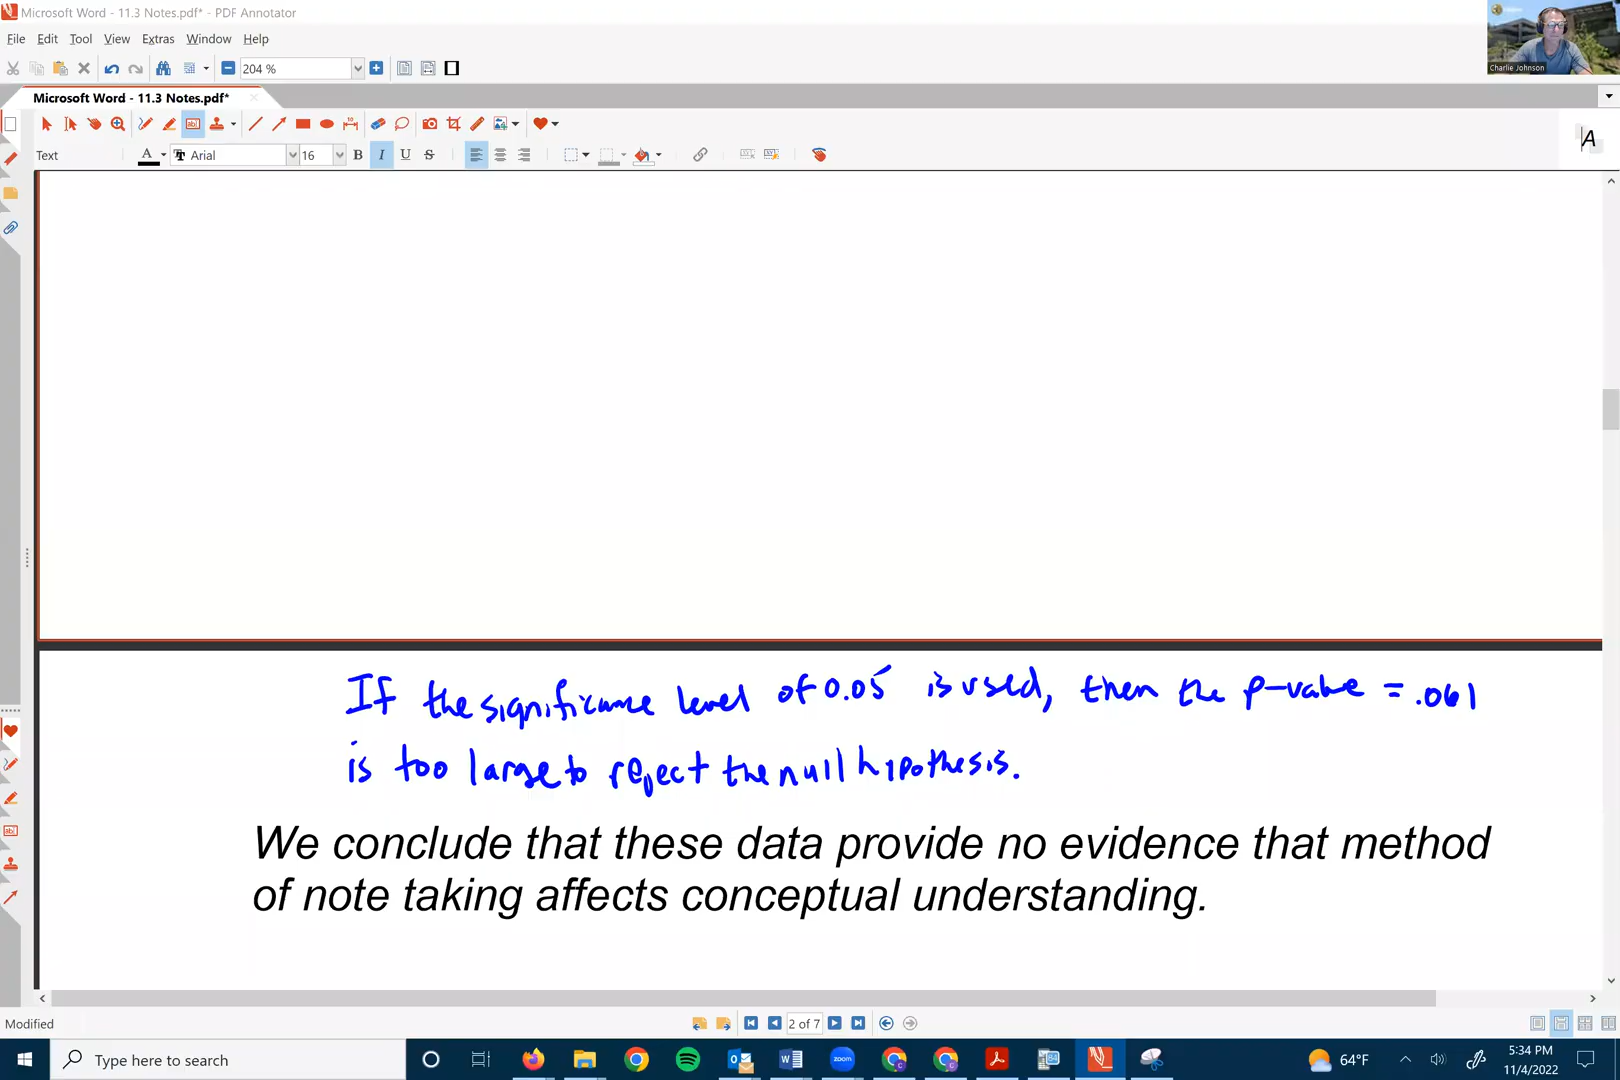 Microsoft Word - 11.3 Notes.pdf* - PDF Annotator
Charlie Johnson
File Edit Tool View Extras Window Help
204 %
Microsoft Word - 11.3 Notes.pdf*
Text A Arial 16 B I U S
A
If the significance level of 0.05 is used, then the p-value = .061
is too large to reject the null hypothesis.
We conclude that these data provide no evidence that method
of note taking affects conceptual understanding.
Modified
2 of 7
Type here to search
64°F
5:34 PM
11/4/2022